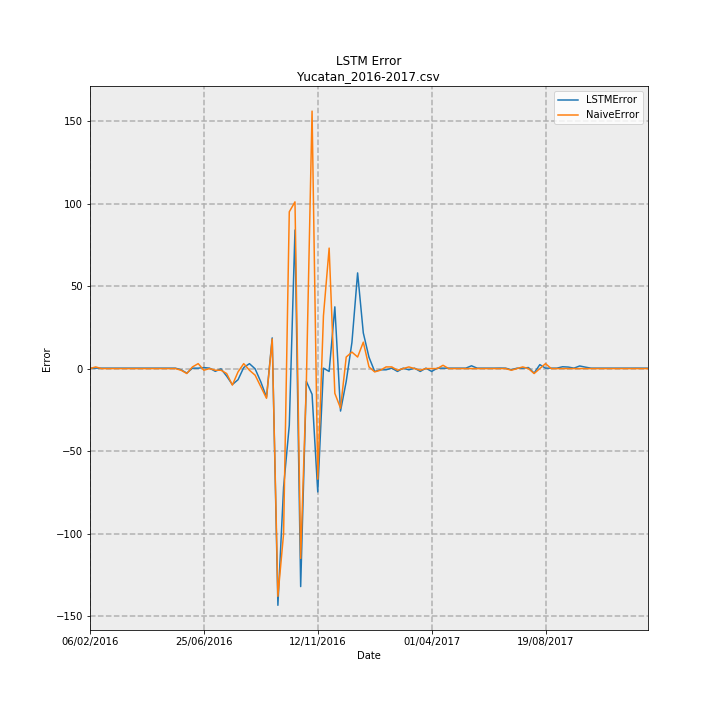 LSTM Error
Yucatan_2016-2017.csv
LSTMError
NaiveError
150
100
50
0
−50
−100
−150
Error
06/02/2016
25/06/2016
12/11/2016
01/04/2017
19/08/2017
Date